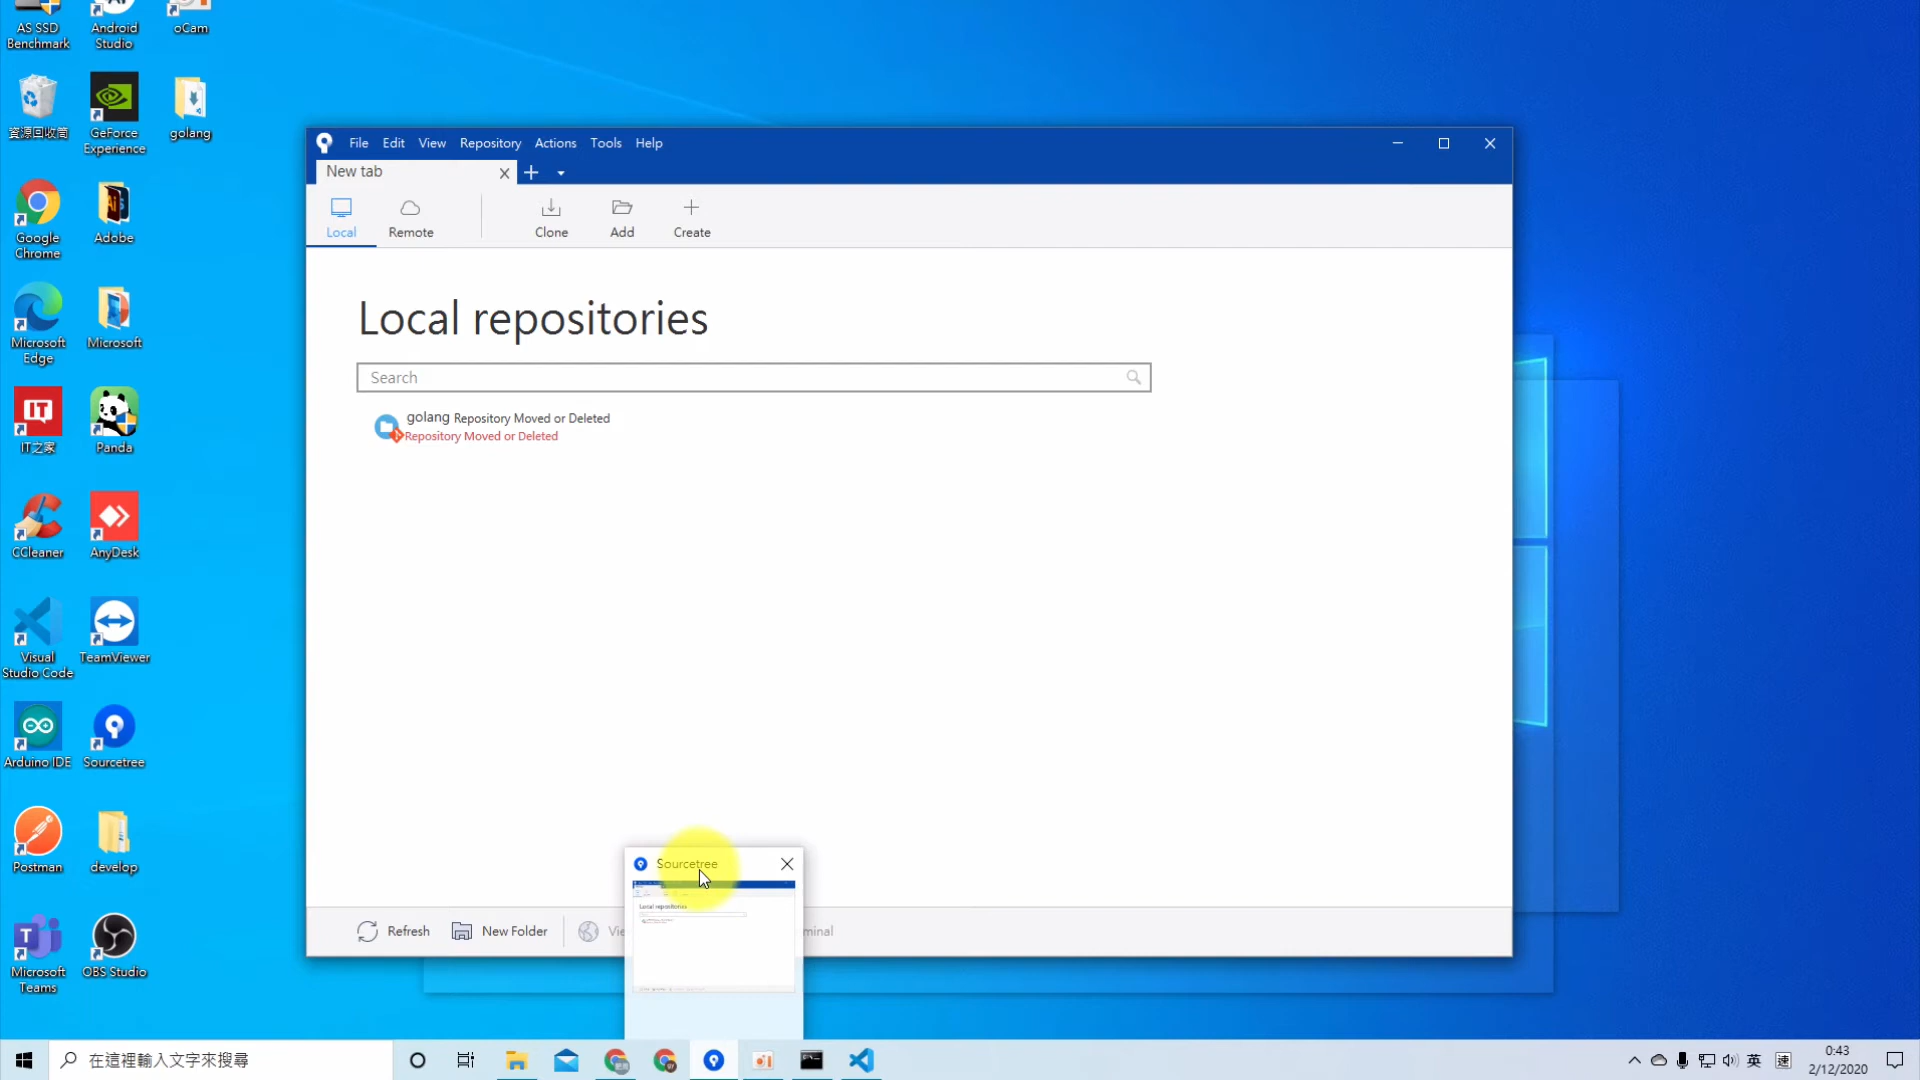 AS SSD
Benchmark
Android
Studio
oCam
資源回收筒
GeForce
Experience
golang
Google
Chrome
Adobe
Microsoft
Edge
Microsoft
IT之家
Panda
CCleaner
AnyDesk
Visual
Studio Code
TeamViewer
Arduino IDE
Sourcetree
Postman
develop
Microsoft
Teams
OBS Studio
File Edit View Repository Actions Tools Help
New tab
Local Remote Clone Add Create
Local repositories
Search
golang Repository Moved or Deleted
Repository Moved or Deleted
Sourcetree
Local repositories
Refresh New Folder
在這裡輸入文字來搜尋
英 速
0:43
2/12/2020